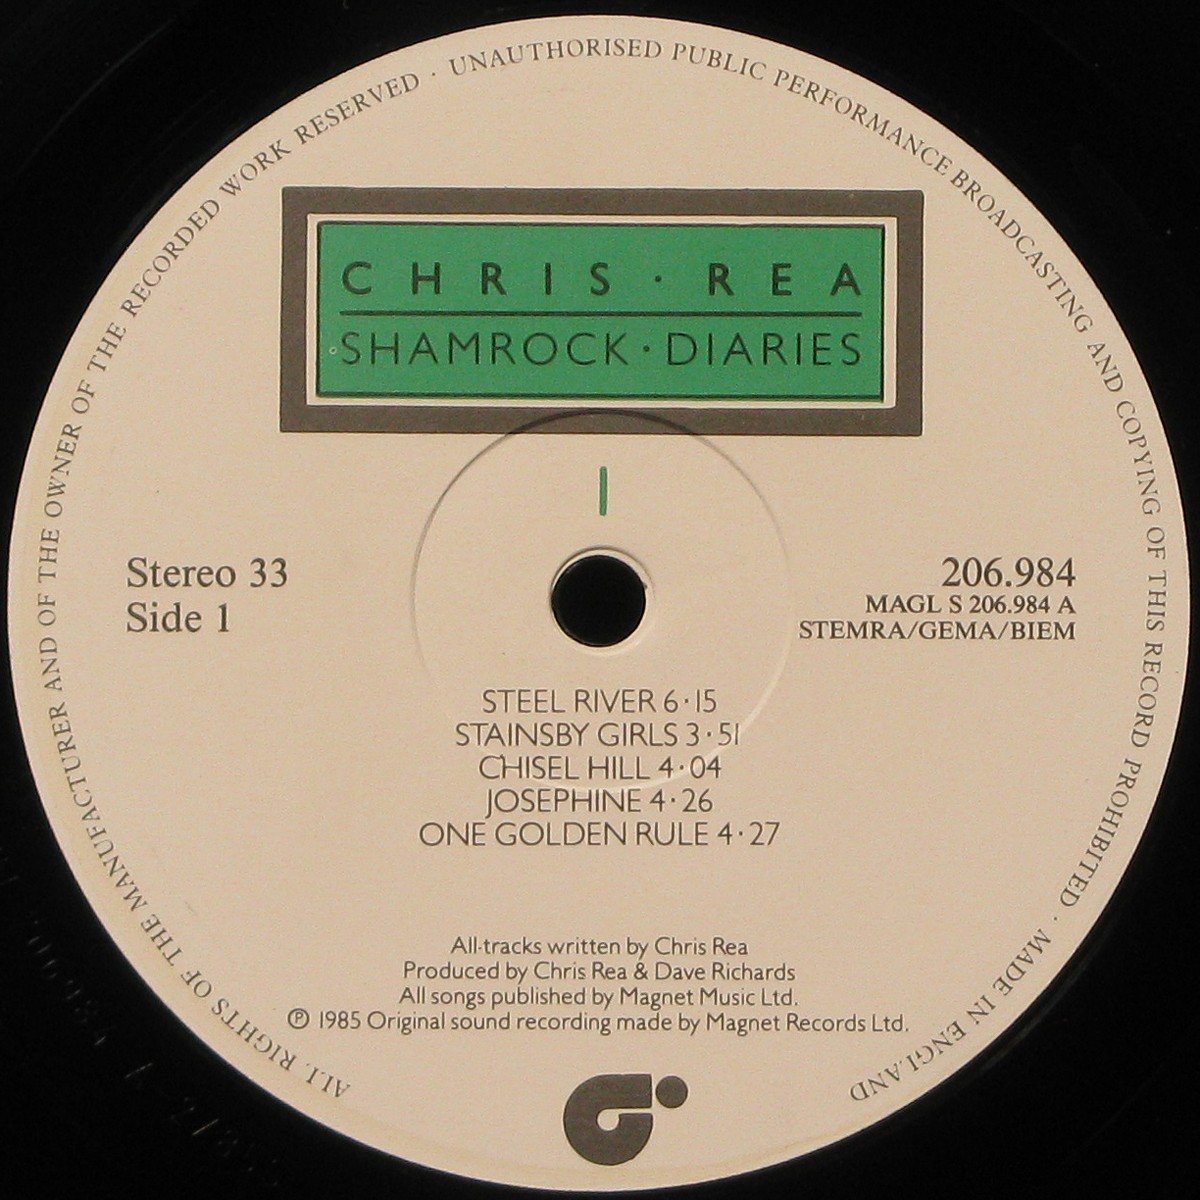 ALL RIGHTS OF THE MANUFACTURER AND OF THE OWNER OF THE RECORDED WORK RESERVED · UNAUTHORISED PUBLIC PERFORMANCE BROADCASTING AND COPYING OF THIS RECORD PROHIBITED · MADE IN ENGLAND
CHRIS · REA
SHAMROCK · DIARIES
1
Stereo 33
Side 1
206.984
MAGL S 206.984 A
STEMRA/GEMA/BIEM
STEEL RIVER 6·15
STAINSBY GIRLS 3·51
CHISEL HILL 4·04
JOSEPHINE 4·26
ONE GOLDEN RULE 4·27
All·tracks written by Chris Rea
Produced by Chris Rea & Dave Richards
All songs published by Magnet Music Ltd.
℗ 1985 Original sound recording made by Magnet Records Ltd.